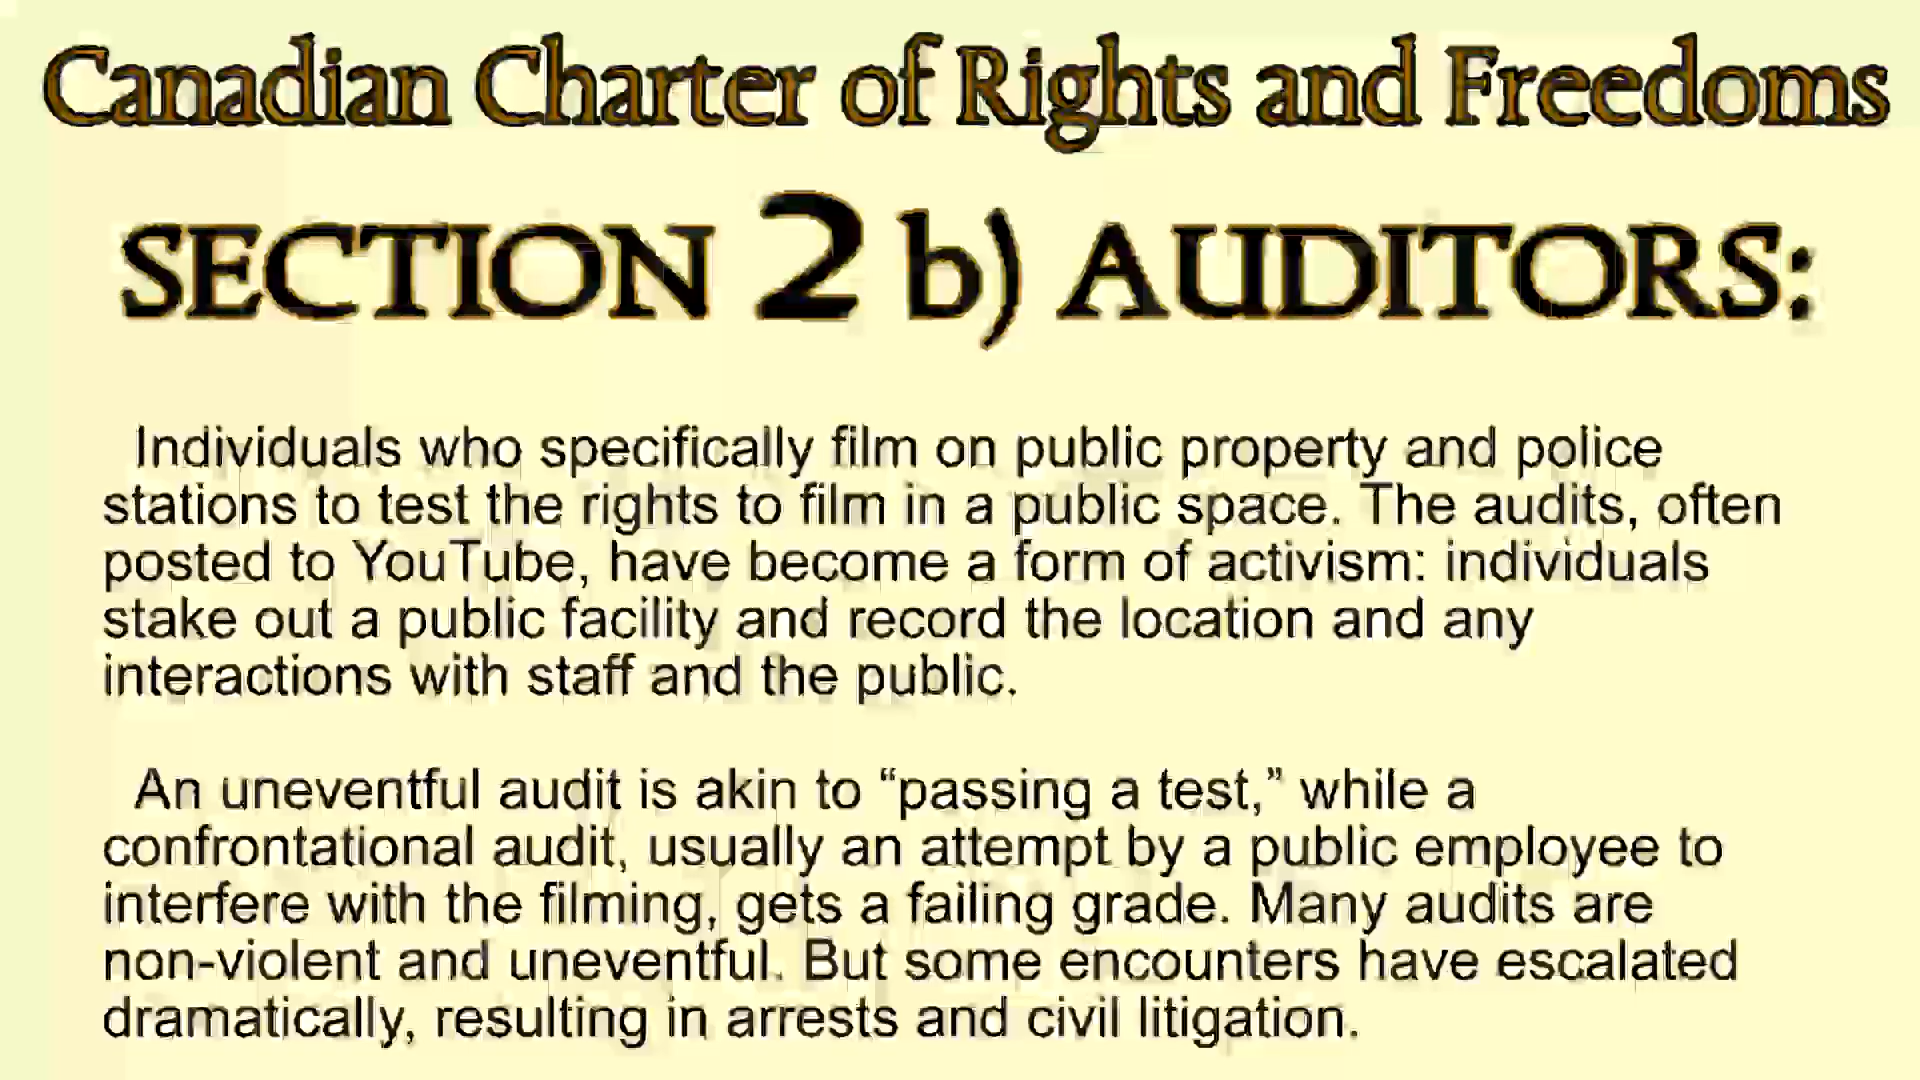 Canadian Charter of Rights and Freedoms
SECTION 2 b) AUDITORS:
Individuals who specifically film on public property and police
stations to test the rights to film in a public space. The audits, often
posted to YouTube, have become a form of activism: individuals
stake out a public facility and record the location and any
interactions with staff and the public.
An uneventful audit is akin to “passing a test,” while a
confrontational audit, usually an attempt by a public employee to
interfere with the filming, gets a failing grade. Many audits are
non-violent and uneventful. But some encounters have escalated
dramatically, resulting in arrests and civil litigation.